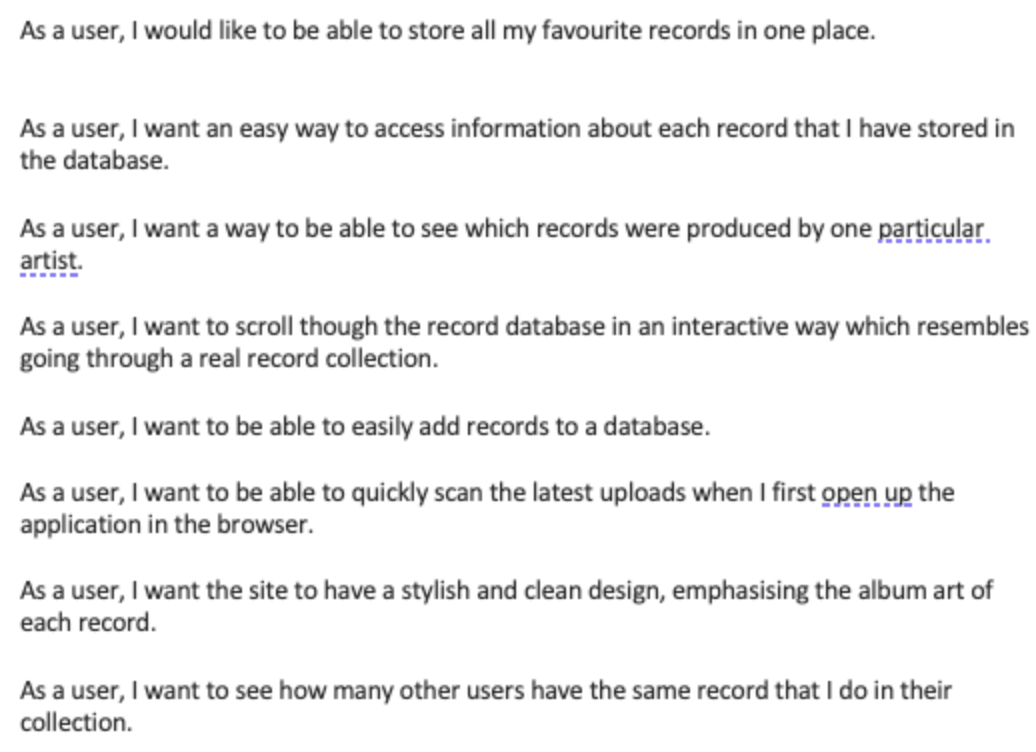 As a user, I would like to be able to store all my favourite records in one place.
As a user, I want an easy way to access information about each record that I have stored in
the database.
As a user, I want a way to be able to see which records were produced by one particular
artist.
As a user, I want to scroll though the record database in an interactive way which resembles
going through a real record collection.
As a user, I want to be able to easily add records to a database.
As a user, I want to be able to quickly scan the latest uploads when I first open up the
application in the browser.
As a user, I want the site to have a stylish and clean design, emphasising the album art of
each record.
As a user, I want to see how many other users have the same record that I do in their
collection.